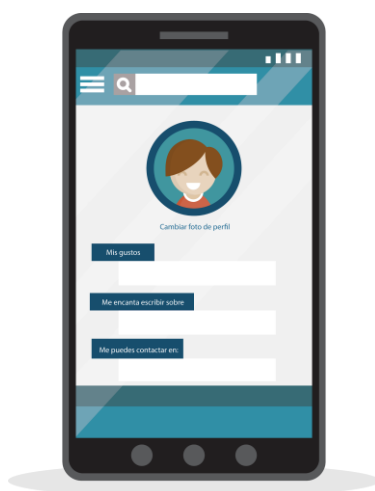 Cambiar foto de perfil
Mis gustos
Me encanta escribir sobre
Me puedes contactar en: